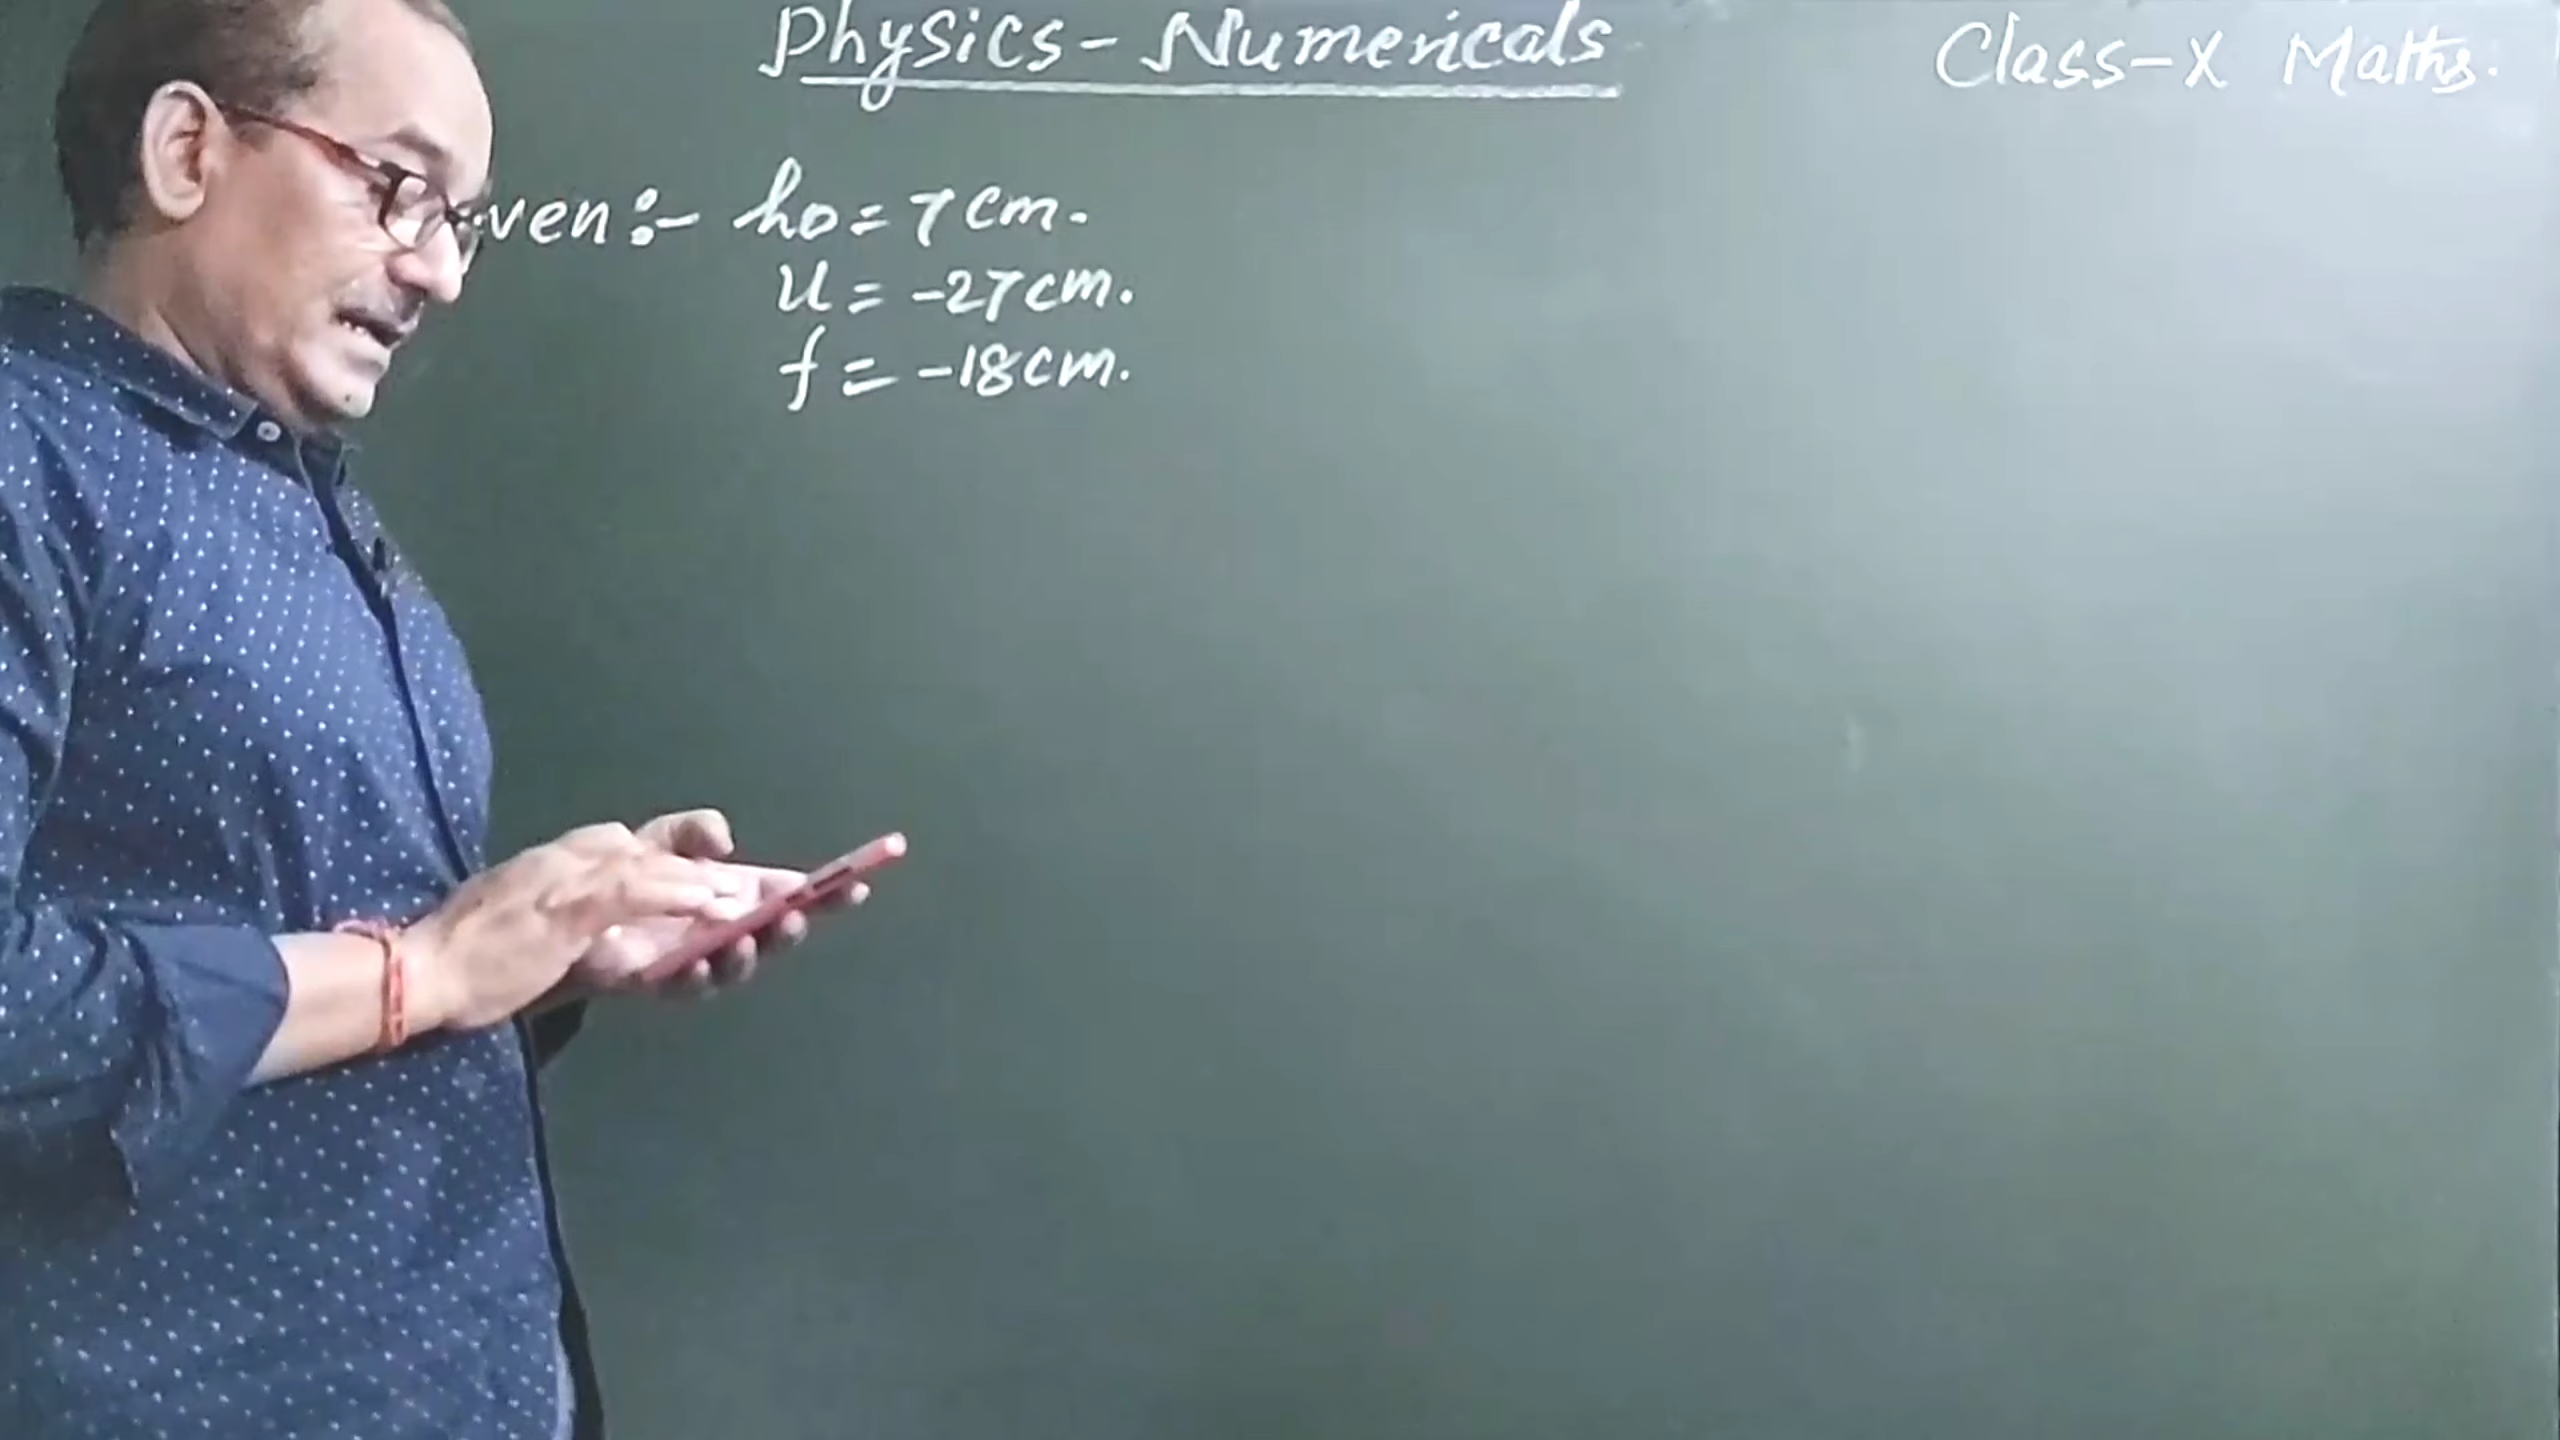 Physics - Numericals
Class-X Maths.
ven :- ho = 7cm.
u = -27cm.
f = -18cm.